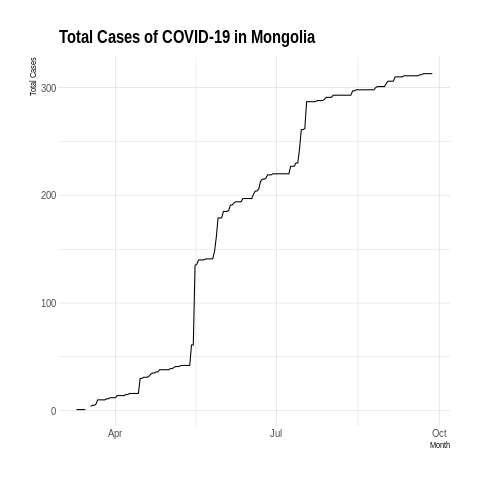 Total Cases of COVID-19 in Mongolia
Total Cases
300
200
100
0
Apr
Jul
Oct
Month